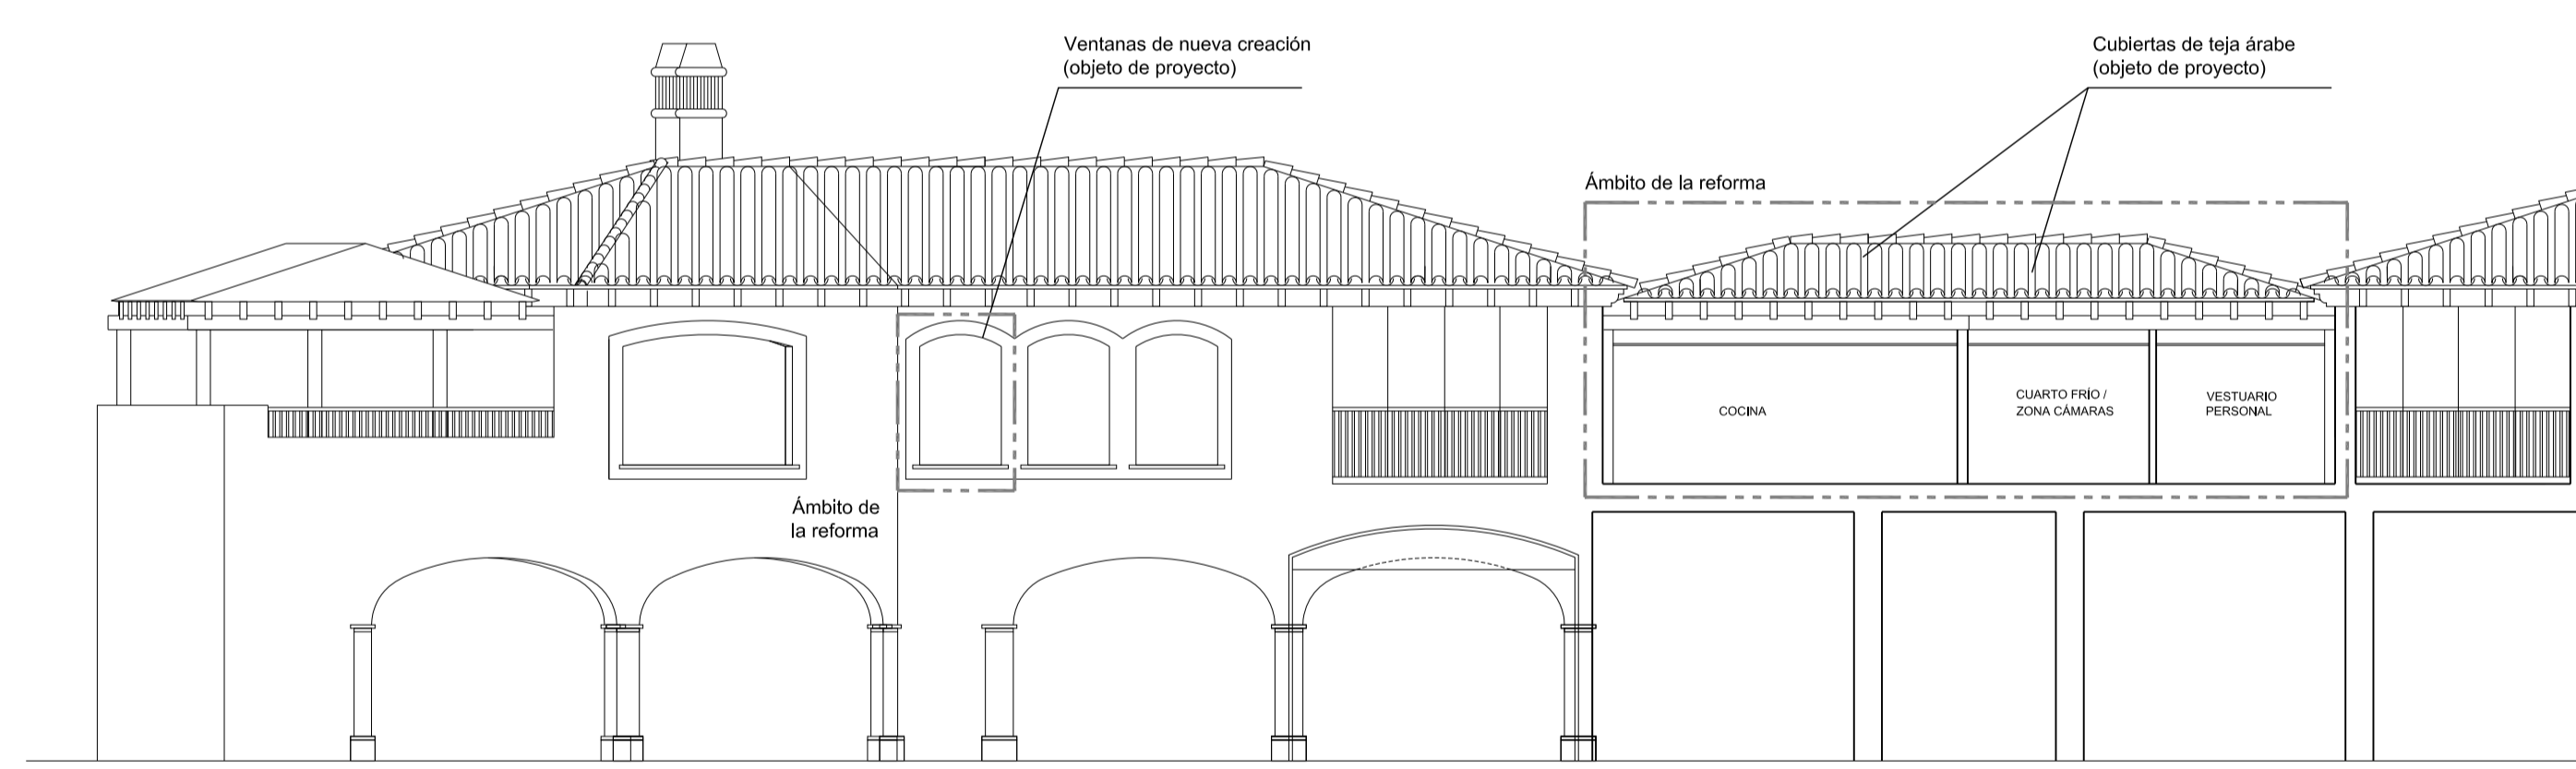 Ventanas de nueva creación
(objeto de proyecto)
Cubiertas de teja árabe
(objeto de proyecto)
Ámbito de la reforma
COCINA
CUARTO FRÍO /
ZONA CÁMARAS
VESTUARIO
PERSONAL
Ámbito de
la reforma